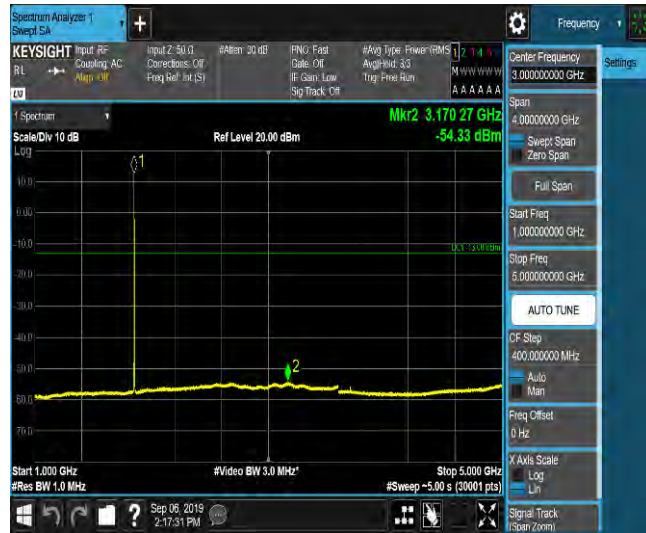 Spectrum Analyzer 1
Swept SA
+
Frequency
KEYSIGHT
RL
Input: RF
Coupling: AC
Align: Off
Input Z: 50 Ω
Corrections: Off
Freq Ref: Int (S)
#Atten: 30 dB
PNO: Fast
Gate: Off
IF Gain: Low
Sig Track: Off
#Avg Type: Power (RMS
Avg|Hold: 3/3
Trig: Free Run
M W W W W W
A A A A A A
LXI
1 Spectrum
Scale/Div 10 dB
Log
Ref Level 20.00 dBm
Mkr2 3.170 27 GHz
-54.33 dBm
1
10.0
0.00
-10.0
DL1 -13.00 dBm
-20.0
-30.0
-40.0
-50.0
2
-60.0
-70.0
Start 1.000 GHz
#Video BW 3.0 MHz*
Stop 5.000 GHz
#Res BW 1.0 MHz
#Sweep ~5.00 s (30001 pts)
?
Sep 06, 2019
2:17:31 PM
Center Frequency
3.000000000 GHz
Settings
Span
4.00000000 GHz
Swept Span
Zero Span
Full Span
Start Freq
1.000000000 GHz
Stop Freq
5.000000000 GHz
AUTO TUNE
CF Step
400.000000 MHz
Auto
Man
Freq Offset
0 Hz
X Axis Scale
Log
Lin
Signal Track
(Span Zoom)